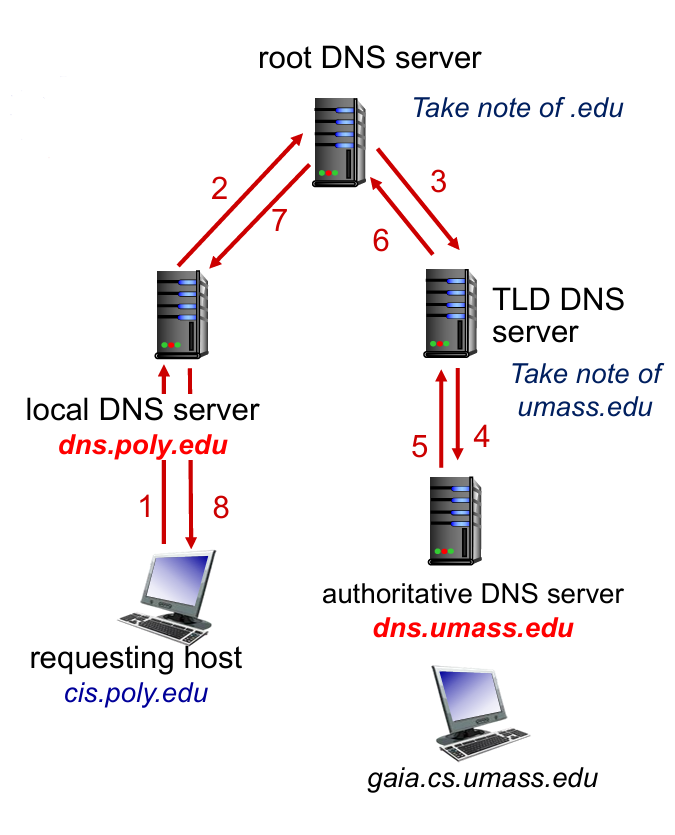 root DNS server
Take note of .edu
2
7
3
6
TLD DNS
server
Take note of
umass.edu
local DNS server
dns.poly.edu
1
8
5
4
authoritative DNS server
dns.umass.edu
requesting host
cis.poly.edu
gaia.cs.umass.edu